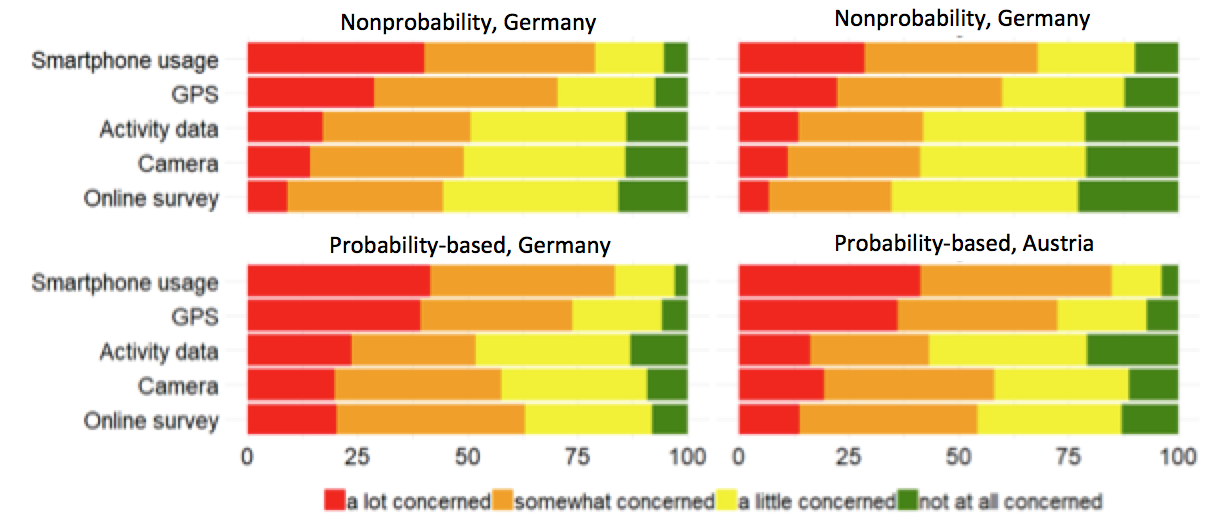 Nonprobability, Germany
Nonprobability, Germany
Smartphone usage
GPS
Activity data
Camera
Online survey
Probability-based, Germany
Probability-based, Austria
Smartphone usage
GPS
Activity data
Camera
Online survey
0 25 50 75 100
0 25 50 75 100
a lot concerned somewhat concerned a little concerned not at all concerned